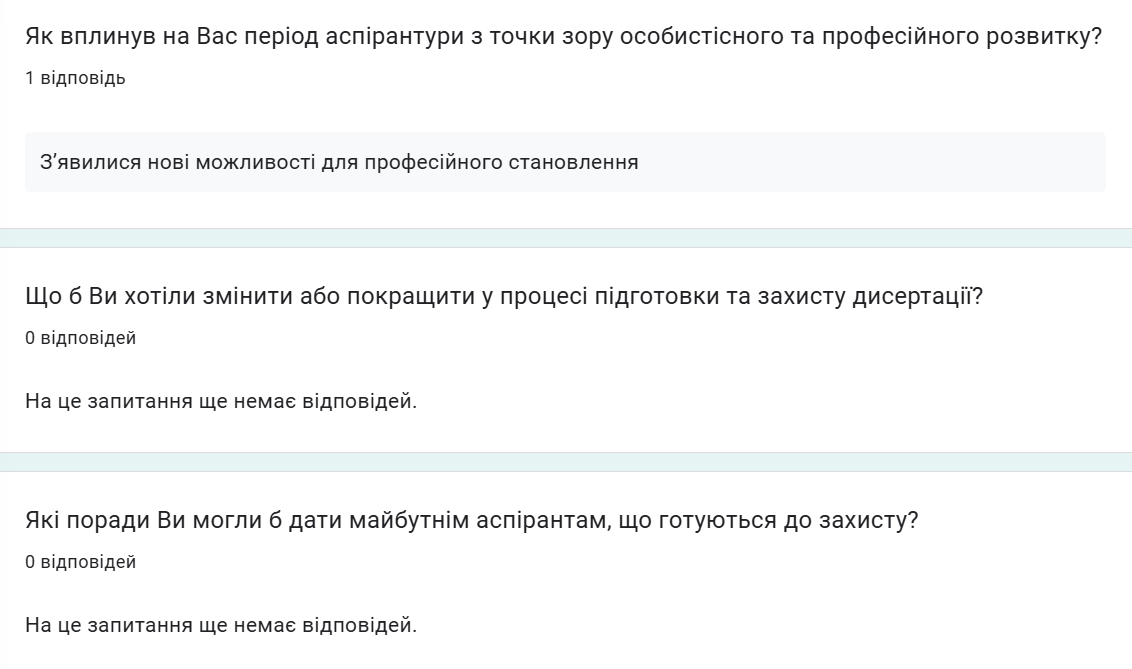 Як вплинув на Вас період аспірантури з точки зору особистісного та професійного розвитку?
1 відповідь
З’явилися нові можливості для професійного становлення
Що б Ви хотіли змінити або покращити у процесі підготовки та захисту дисертації?
0 відповідей
На це запитання ще немає відповідей.
Які поради Ви могли б дати майбутнім аспірантам, що готуються до захисту?
0 відповідей
На це запитання ще немає відповідей.